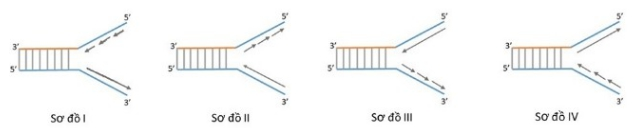 5' 5' 5' 5'
3' 3' 3' 3'
5' 5' 5' 5'
3' 3' 3' 3'
Sơ đồ I Sơ đồ II Sơ đồ III Sơ đồ IV